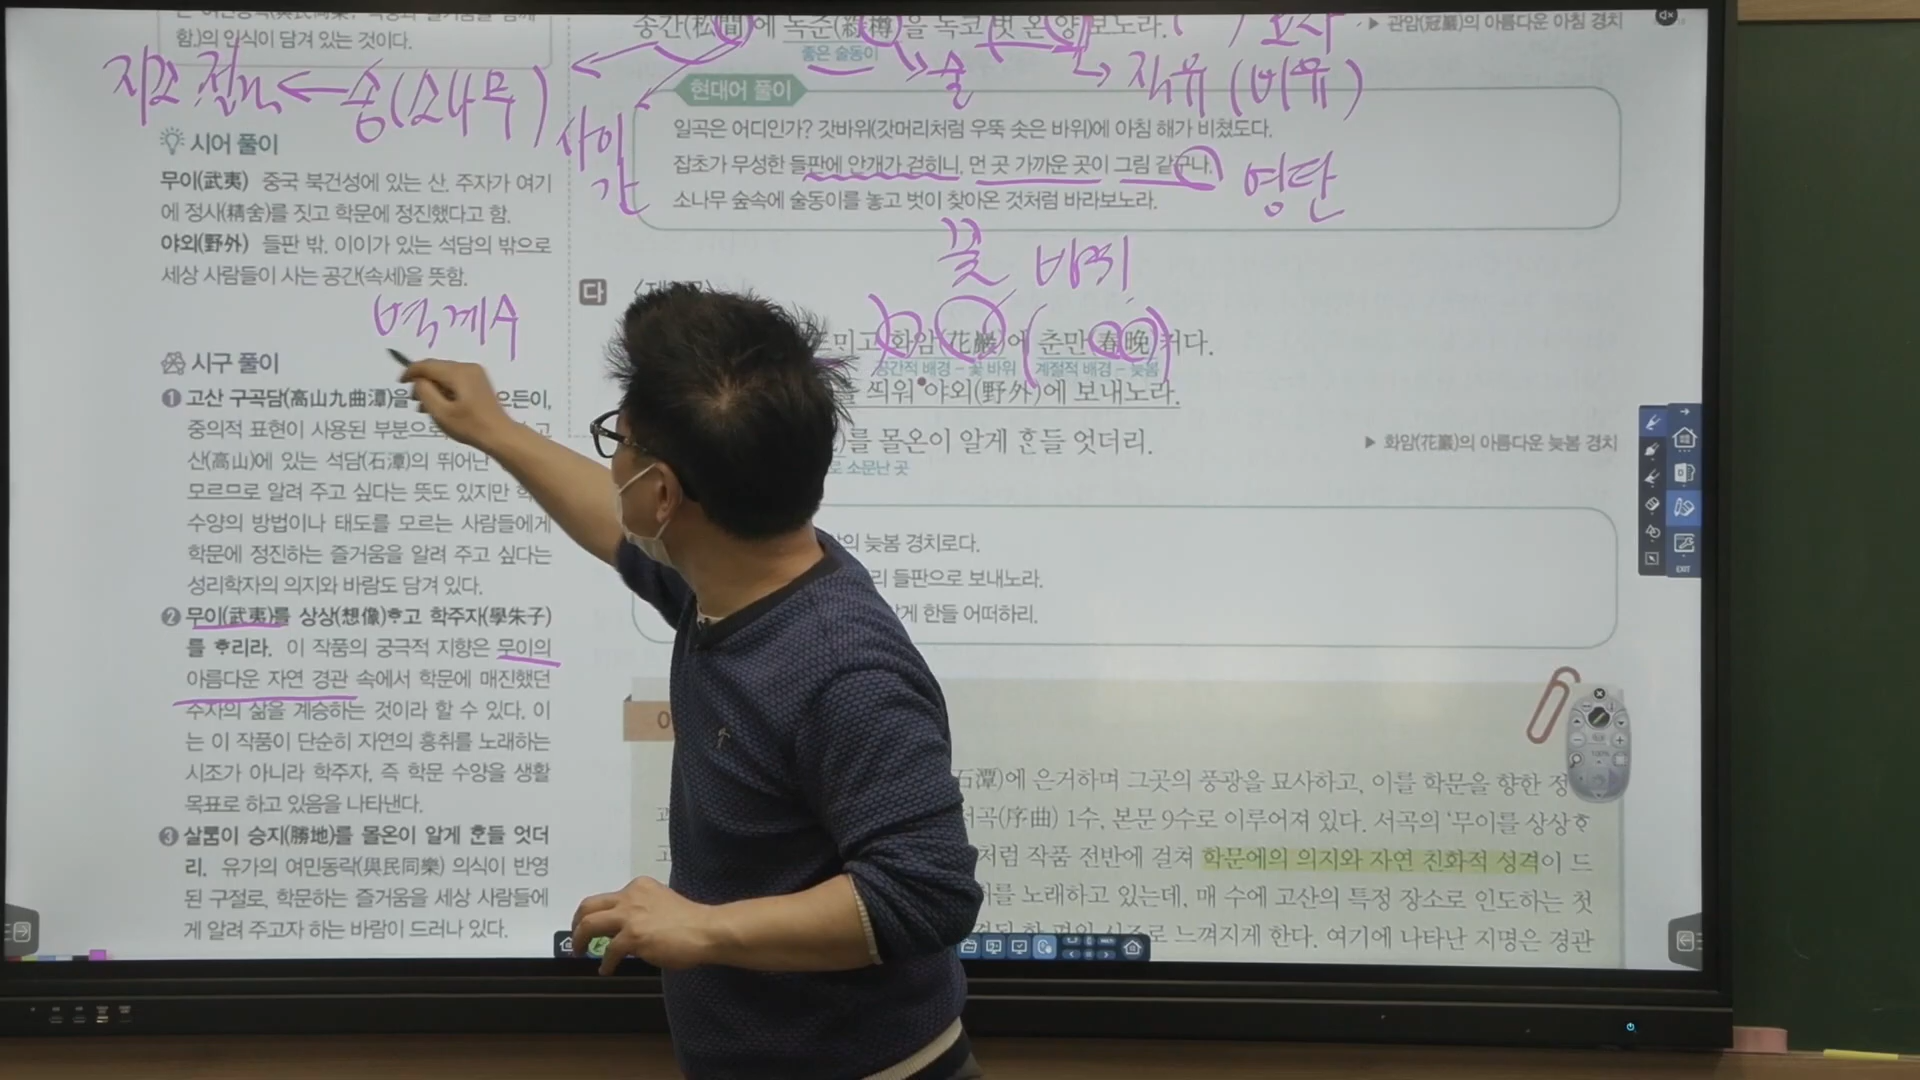 함.)의 인식이 담겨 있는 것이다.
지조 절개 ← 송(소나무)
시어 풀이
무이(武夷) 중국 북건성에 있는 산. 주자가 여기
에 정사(精舍)를 짓고 학문에 정진했다고 함.
야외(野外) 들판 밖. 이이가 있는 석담의 밖으로
세상 사람들이 사는 공간(속세)을 뜻함.
벽계수
시구 풀이
❶ 고산 구곡담(高山九曲潭)을 으든이,
중의적 표현이 사용된 부분으로, 고
산(高山)에 있는 석담(石潭)의 뛰어난
모르므로 알려 주고 싶다는 뜻도 있지만
수양의 방법이나 태도를 모르는 사람들에게
학문에 정진하는 즐거움을 알려 주고 싶다는
성리학자의 의지와 바람도 담겨 있다.
❷ 무이(武夷)를 상상(想像)ᄒᆞ고 학주자(學朱子)
를 ᄒᆞ리라. 이 작품의 궁극적 지향은 무이의
아름다운 자연 경관 속에서 학문에 매진했던
주자의 삶을 계승하는 것이라 할 수 있다. 이
는 이 작품이 단순히 자연의 흥취를 노래하는
시조가 아니라 학주자, 즉 학문 수양을 생활
목표로 하고 있음을 나타낸다.
❸ 살ᄅᆞᆷ이 승지(勝地)를 몰온이 알게 ᄒᆞᆫ들 엇더
리. 유가의 여민동락(與民同樂) 의식이 반영
된 구절로, 학문하는 즐거움을 세상 사람들에
게 알려 주고자 하는 바람이 드러나 있다.
송간(松間)에 녹준(綠樽)을 녹코 벗 온 양 보노라.
▶ 관암(冠巖)의 아름다운 아침 경치
좋은 술동이
술
직유(비유)
사이
간
현대어 풀이
일곡은 어디인가? 갓바위(갓머리처럼 우뚝 솟은 바위)에 아침 해가 비쳤도다.
잡초가 무성한 들판에 안개가 걷히니, 먼 곳 가까운 곳이 그림 같구나.
영탄
소나무 숲속에 술동이를 놓고 벗이 찾아온 것처럼 바라보노라.
꽃 바위
다
화암(花巖)에 춘만(春晩)커다.
공간적 배경 – 꽃 바위
계절적 배경 – 늦봄
띄워 야외(野外)에 보내노라.
를 몰온이 알게 ᄒᆞᆫ들 엇더리.
▶ 화암(花巖)의 아름다운 늦봄 경치
로 소문난 곳
의 늦봄 경치로다.
리 들판으로 보내노라.
알게 한들 어떠하리.
石潭)에 은거하며 그곳의 풍광을 묘사하고, 이를 학문을 향한 정
서곡(序曲) 1수, 본문 9수로 이루어져 있다. 서곡의 ‘무이를 상상ᄒᆞ
처럼 작품 전반에 걸쳐 학문에의 의지와 자연 친화적 성격이 드
를 노래하고 있는데, 매 수에 고산의 특정 장소로 인도하는 첫
로 느껴지게 한다. 여기에 나타난 지명은 경관
EXIT